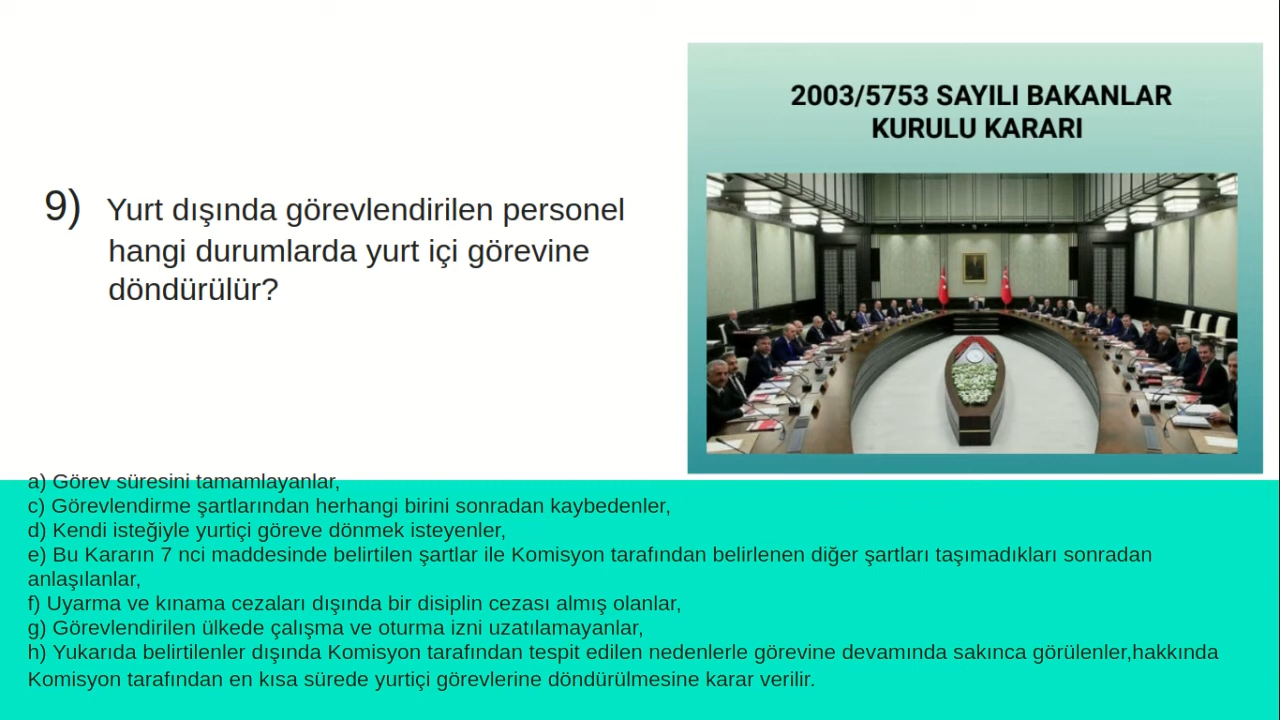 9) Yurt dışında görevlendirilen personel
hangi durumlarda yurt içi görevine
döndürülür?
2003/5753 SAYILI BAKANLAR
KURULU KARARI
a) Görev süresini tamamlayanlar,
c) Görevlendirme şartlarından herhangi birini sonradan kaybedenler,
d) Kendi isteğiyle yurtiçi göreve dönmek isteyenler,
e) Bu Kararın 7 nci maddesinde belirtilen şartlar ile Komisyon tarafından belirlenen diğer şartları taşımadıkları sonradan
anlaşılanlar,
f) Uyarma ve kınama cezaları dışında bir disiplin cezası almış olanlar,
g) Görevlendirilen ülkede çalışma ve oturma izni uzatılamayanlar,
h) Yukarıda belirtilenler dışında Komisyon tarafından tespit edilen nedenlerle görevine devamında sakınca görülenler,hakkında
Komisyon tarafından en kısa sürede yurtiçi görevlerine döndürülmesine karar verilir.